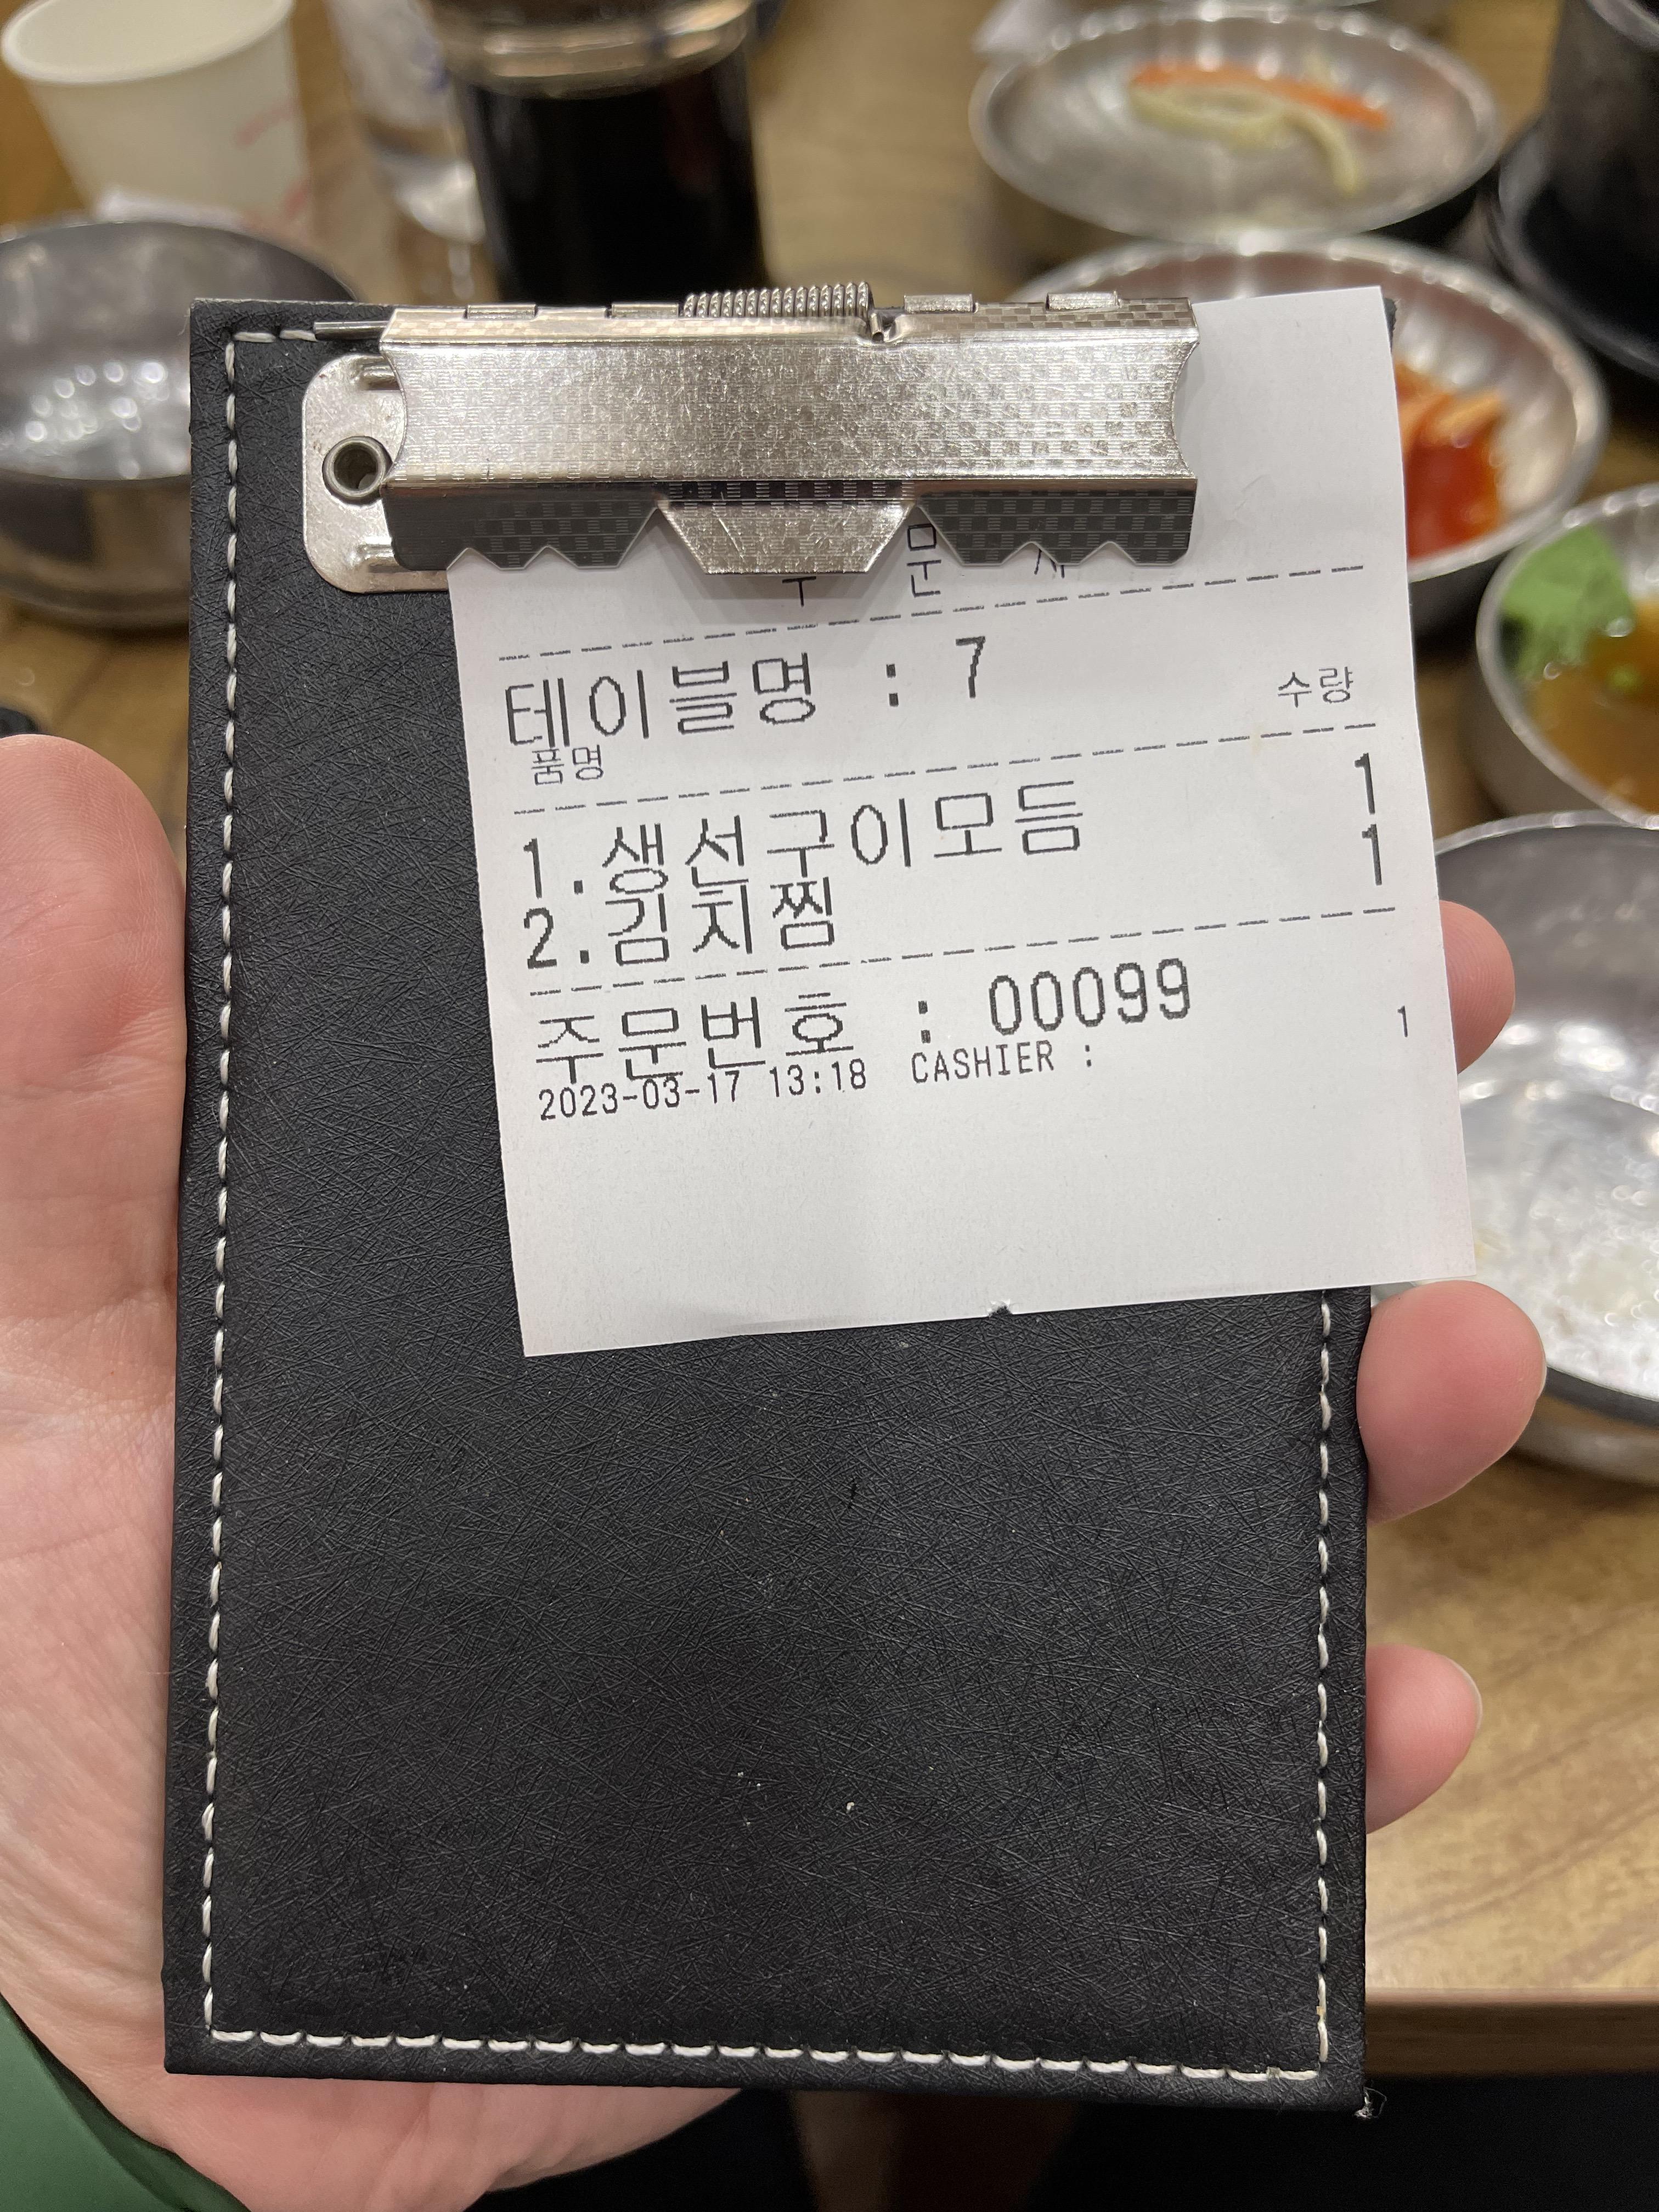 문
테이블명 : 7
품명 수량
1.생선구이모듬 1
2.김치찜 1
주문번호 : 00099
2023-03-17 13:18 CASHIER : 1